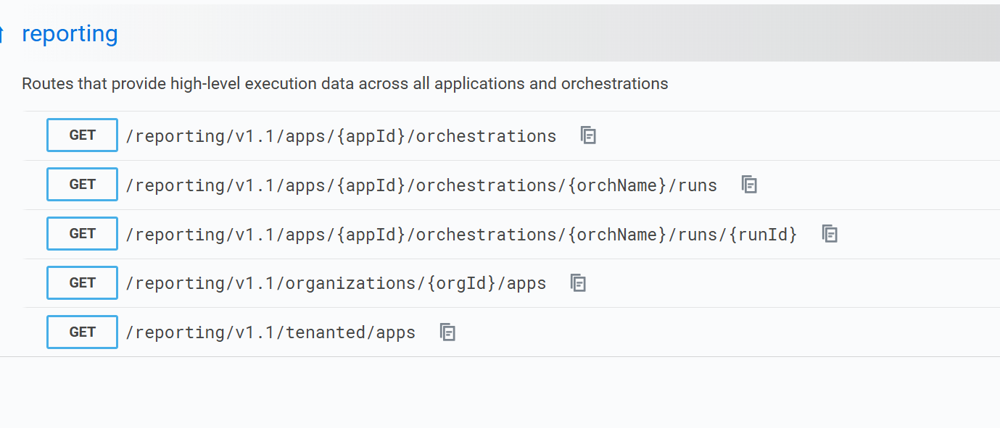 reporting
Routes that provide high-level execution data across all applications and orchestrations
GET /reporting/v1.1/apps/{appId}/orchestrations
GET /reporting/v1.1/apps/{appId}/orchestrations/{orchName}/runs
GET /reporting/v1.1/apps/{appId}/orchestrations/{orchName}/runs/{runId}
GET /reporting/v1.1/organizations/{orgId}/apps
GET /reporting/v1.1/tenanted/apps